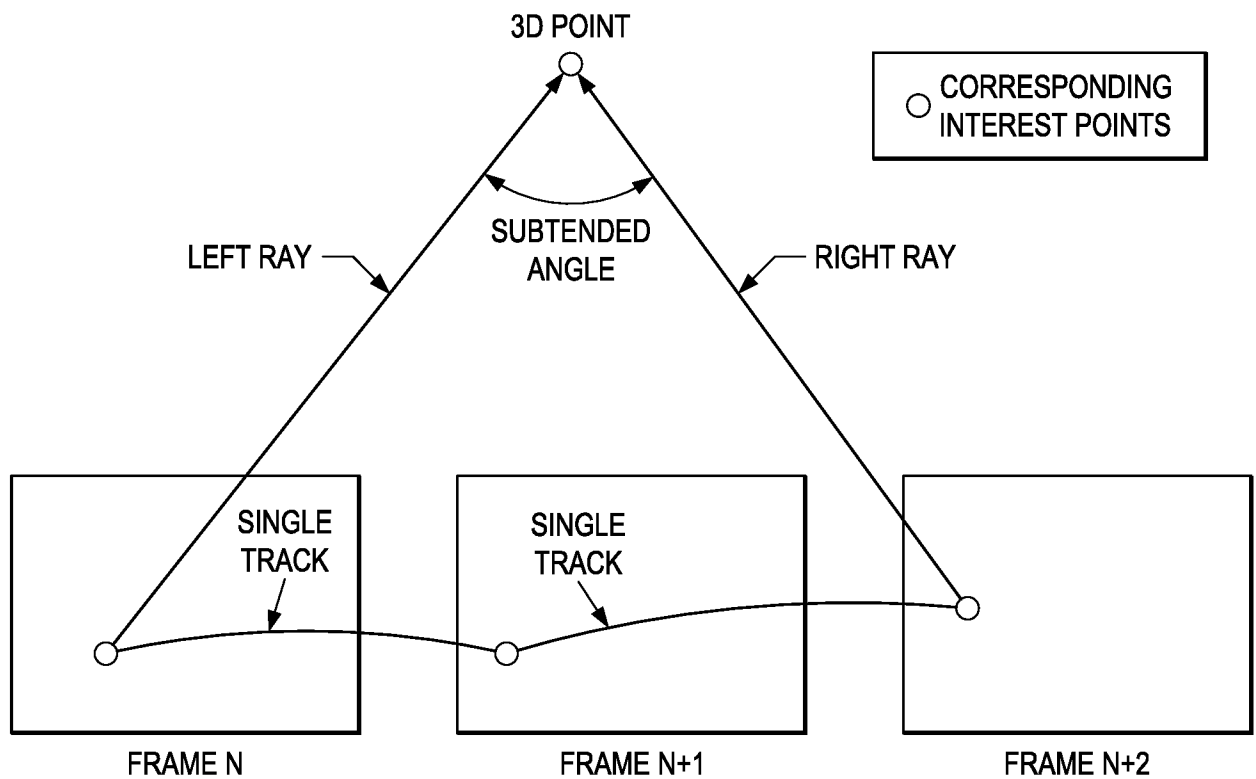 3D POINT
CORRESPONDING
INTEREST POINTS
SUBTENDED
ANGLE
LEFT RAY
RIGHT RAY
SINGLE
TRACK
SINGLE
TRACK
FRAME N
FRAME N+1
FRAME N+2